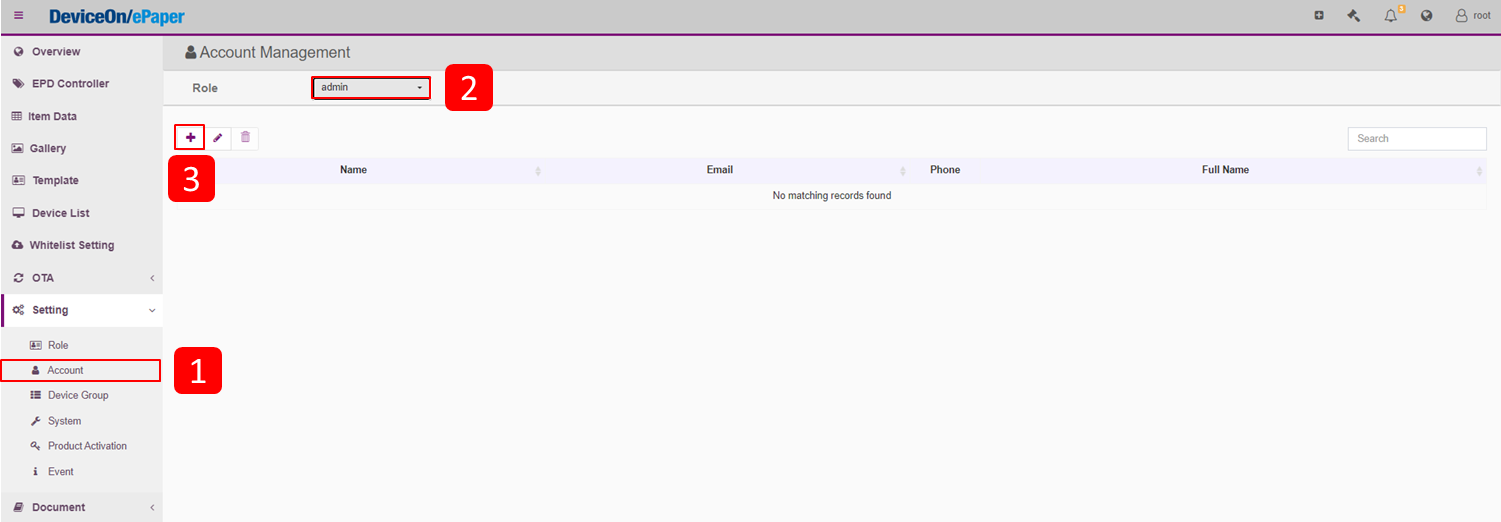 DeviceOn/ePaper
3
root
Overview
EPD Controller
Item Data
Gallery
Template
Device List
Whitelist Setting
OTA
Setting
Role
Account
1
Device Group
System
Product Activation
Event
Document
Account Management
Role
admin
2
3
Search
Name
Email
Phone
Full Name
No matching records found